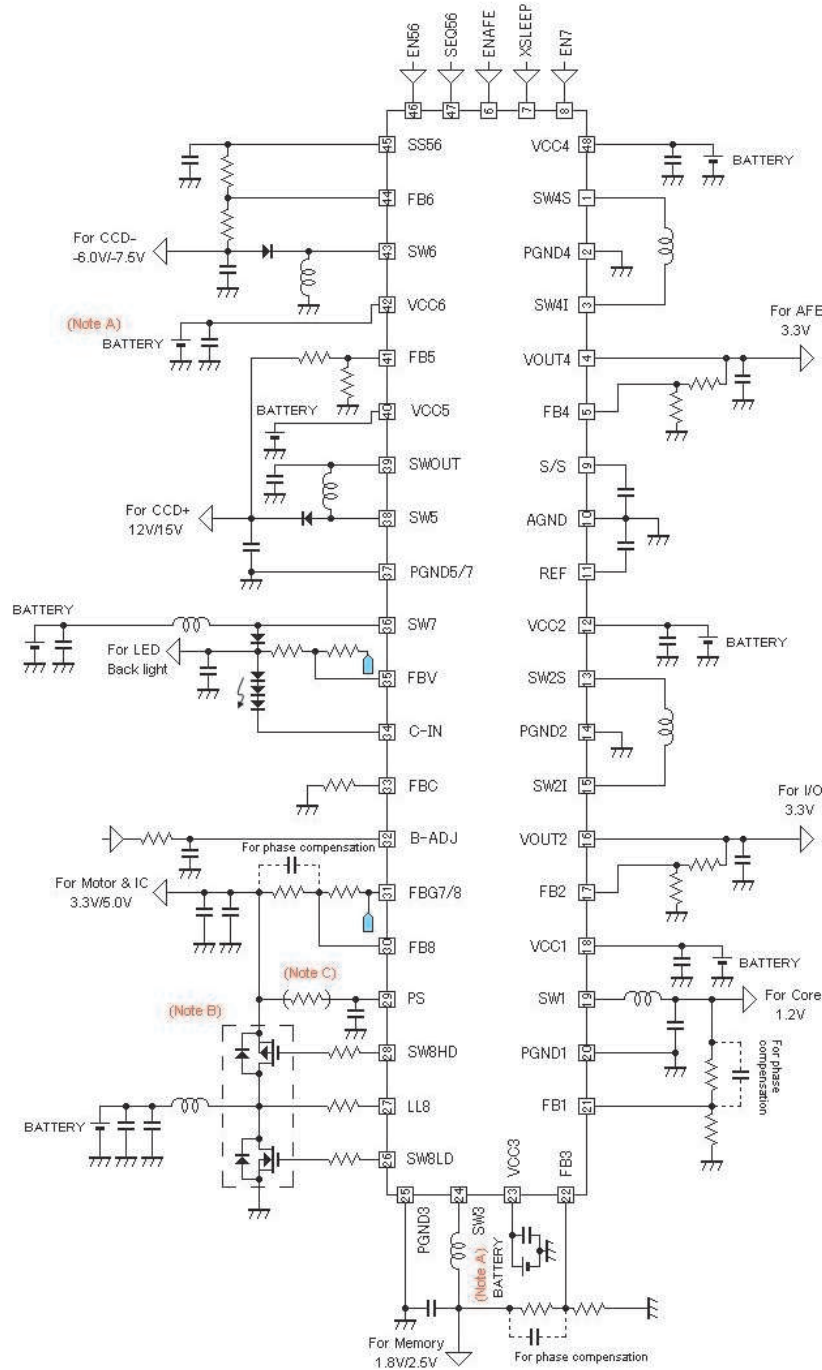 EN56
SEQ56
ENAFE
XSLEEP
EN7
46
47
6
7
8
45
SS56
44
FB6
For CCD-
-6.0V/-7.5V
43
SW6
42
VCC6
(Note A)
BATTERY
41
FB5
BATTERY
40
VCC5
39
SWOUT
For CCD+
12V/15V
38
SW5
37
PGND5/7
BATTERY
36
SW7
For LED
Back light
35
FBV
34
C-IN
33
FBC
32
B-ADJ
For phase compensation
For Motor & IC
3.3V/5.0V
31
FBG7/8
30
FB8
(Note C)
29
PS
(Note B)
28
SW8HD
BATTERY
27
LL8
26
SW8LD
VCC4
48
BATTERY
SW4S
1
PGND4
2
SW4I
3
For AFE
3.3V
VOUT4
4
FB4
5
S/S
9
AGND
10
REF
11
VCC2
12
BATTERY
SW2S
13
PGND2
14
SW2I
15
For I/O
3.3V
VOUT2
16
FB2
17
VCC1
18
BATTERY
SW1
19
For Core
1.2V
PGND1
20
For phase
compensation
FB1
21
25
24
23
22
PGND3
SW3
VCC3
FB3
(Note A)
BATTERY
For Memory
1.8V/2.5V
For phase compensation